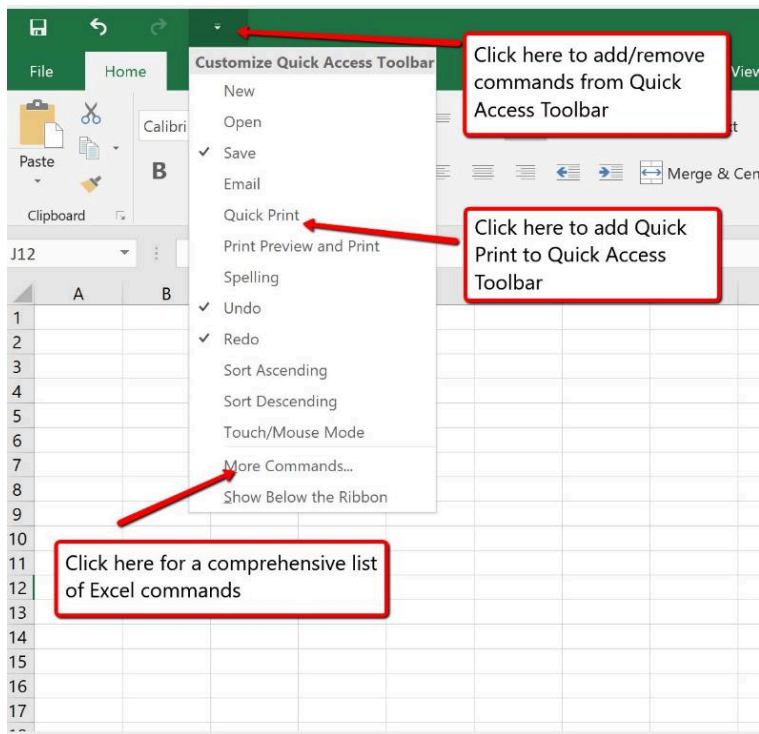 File Home View
Customize Quick Access Toolbar
New
Open
Save
Email
Quick Print
Print Preview and Print
Spelling
Undo
Redo
Sort Ascending
Sort Descending
Touch/Mouse Mode
More Commands...
Show Below the Ribbon
Click here to add/remove
commands from Quick
Access Toolbar
Paste
Calibri
B
Merge & Cen
Clipboard
Click here to add Quick
Print to Quick Access
Toolbar
J12
A B
1
2
3
4
5
6
7
8
9
10
11
12
13
14
15
16
17
Click here for a comprehensive list
of Excel commands